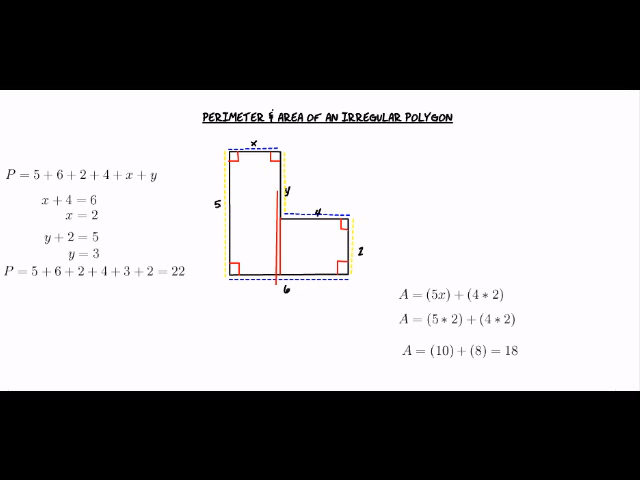 PERIMETER & AREA OF AN IRREGULAR POLYGON
P = 5 + 6 + 2 + 4 + x + y
x + 4 = 6
x = 2
y + 2 = 5
y = 3
P = 5 + 6 + 2 + 4 + 3 + 2 = 22
x
5
y
4
2
6
A = (5x) + (4 * 2)
A = (5 * 2) + (4 * 2)
A = (10) + (8) = 18